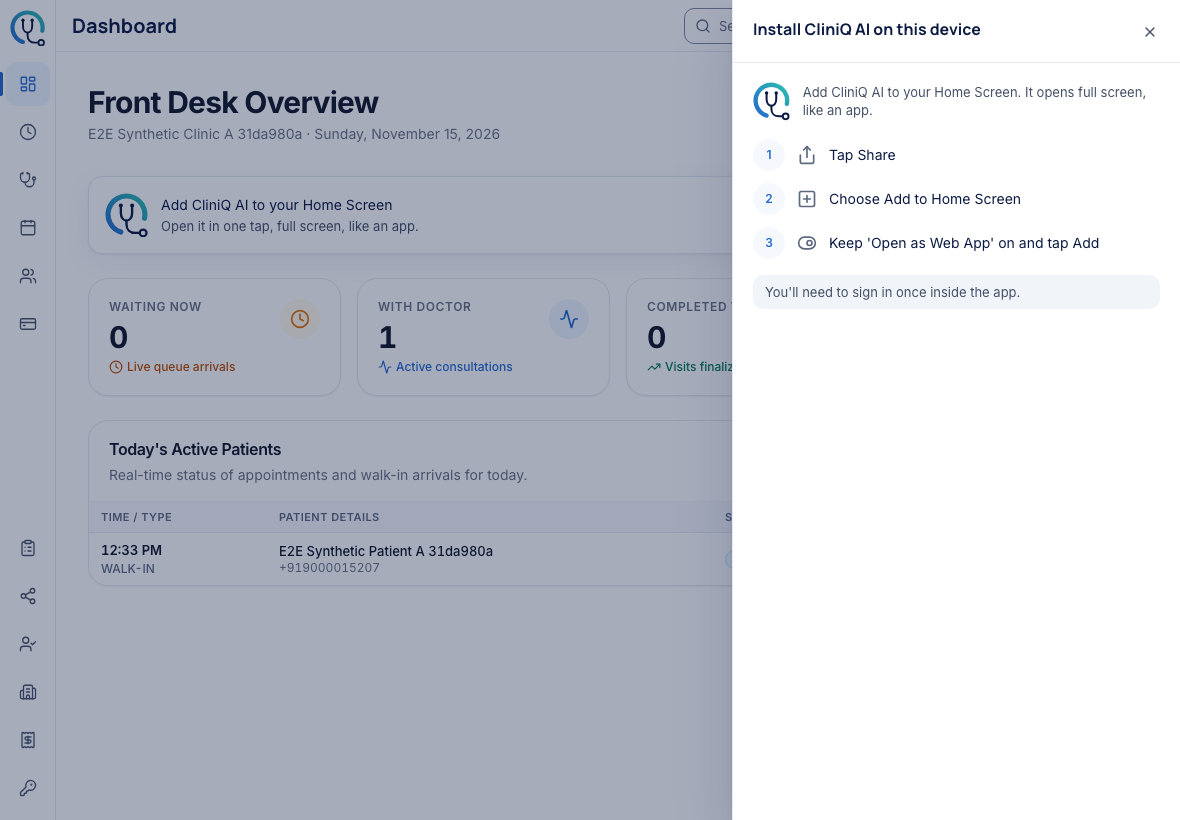 Dashboard
Front Desk Overview
E2E Synthetic Clinic A 31da980a · Sunday, November 15, 2026
Add CliniQ AI to your Home Screen
Open it in one tap, full screen, like an app.
WAITING NOW
0
Live queue arrivals
WITH DOCTOR
1
Active consultations
COMPLETED
0
Visits
Today's Active Patients
Real-time status of appointments and walk-in arrivals for today.
TIME / TYPE PATIENT DETAILS
12:33 PM
WALK-IN
E2E Synthetic Patient A 31da980a
+919000015207
Install CliniQ AI on this device
Add CliniQ AI to your Home Screen. It opens full screen,
like an app.
1 Tap Share
2 Choose Add to Home Screen
3 Keep 'Open as Web App' on and tap Add
You'll need to sign in once inside the app.